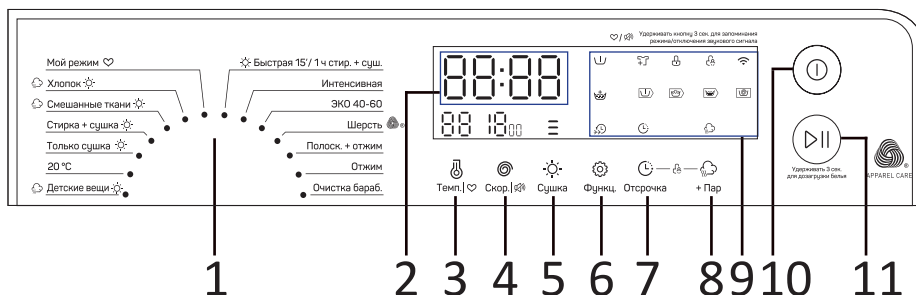 Удерживать кнопку 3 сек. для запоминания
режима/отключения звукового сигнала
Мой режим
Хлопок
Смешанные ткани
Стирка + сушка
Только сушка
20 °C
Детские вещи
Быстрая 15'/ 1 ч стир. + суш.
Интенсивная
ЭКО 40-60
Шерсть
Полоск. + отжим
Отжим
Очистка бараб.
88:88
88 1800
Темп.| Скор.| Сушка Функц. Отсрочка + Пар
Удерживать 3 сек.
для дозагрузки белья
APPAREL CARE
1 2 3 4 5 6 7 8 9 10 11